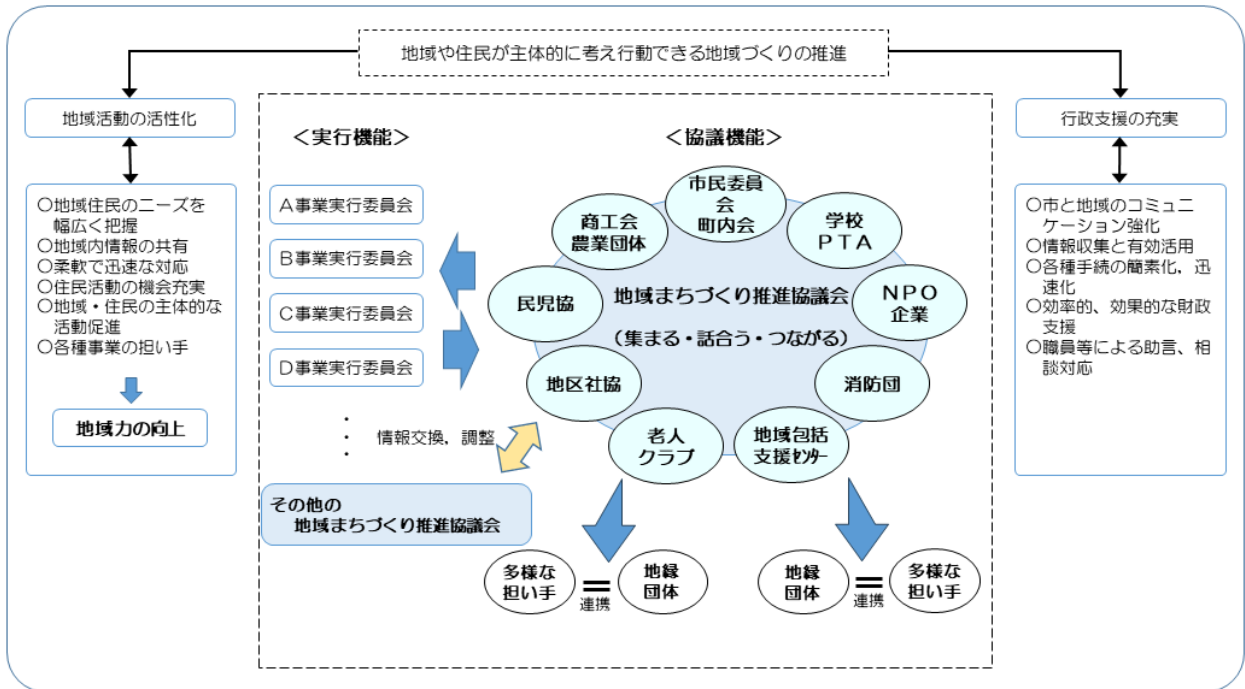 地域や住民が主体的に考え行動できる地域づくりの推進
地域活動の活性化
〇地域住民のニーズを
幅広く把握
〇地域内情報の共有
〇柔軟で迅速な対応
〇住民活動の機会充実
〇地域・住民の主体的な
活動促進
〇各種事業の担い手
地域力の向上
＜実行機能＞
Ａ事業実行委員会
Ｂ事業実行委員会
Ｃ事業実行委員会
Ｄ事業実行委員会
・
・
・
情報交換，調整
その他の
地域まちづくり推進協議会
＜協議機能＞
市民委員
会
町内会
商工会
農業団体
学校
ＰＴＡ
民児協
地域まちづくり推進協議会
（集まる・話合う・つながる）
ＮＰＯ
企業
地区社協
消防団
老人
クラブ
地域包括
支援ｾﾝﾀｰ
多様な
担い手
＝
連携
地縁
団体
地縁
団体
＝
連携
多様な
担い手
行政支援の充実
〇市と地域のコミュニ
ケーション強化
〇情報収集と有効活用
〇各種手続の簡素化，迅
速化
〇効率的、効果的な財政
支援
〇職員等による助言、相
談対応